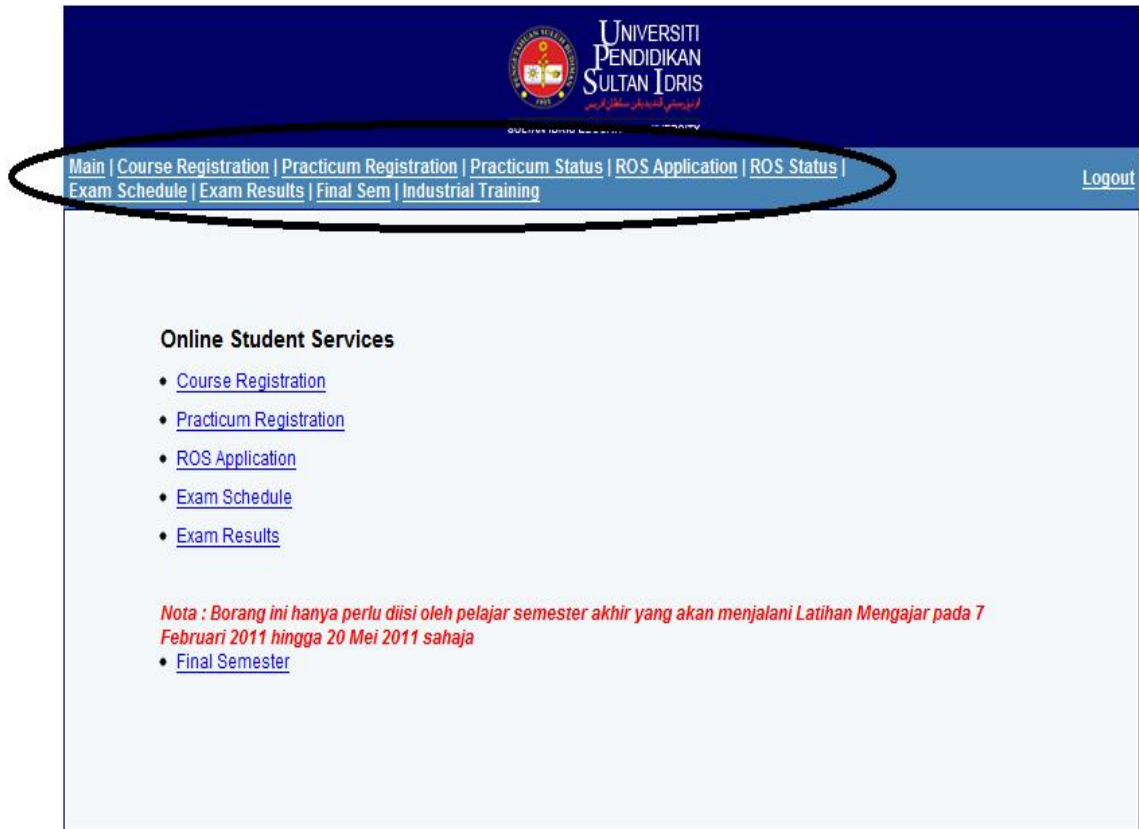 UNIVERSITI
PENDIDIKAN
SULTAN IDRIS
SULTAN IDRIS
Main | Course Registration | Practicum Registration | Practicum Status | ROS Application | ROS Status |
Exam Schedule | Exam Results | Final Sem | Industrial Training
Logout
Online Student Services
• Course Registration
• Practicum Registration
• ROS Application
• Exam Schedule
• Exam Results
Nota : Borang ini hanya perlu diisi oleh pelajar semester akhir yang akan menjalani Latihan Mengajar pada 7
Februari 2011 hingga 20 Mei 2011 sahaja
• Final Semester